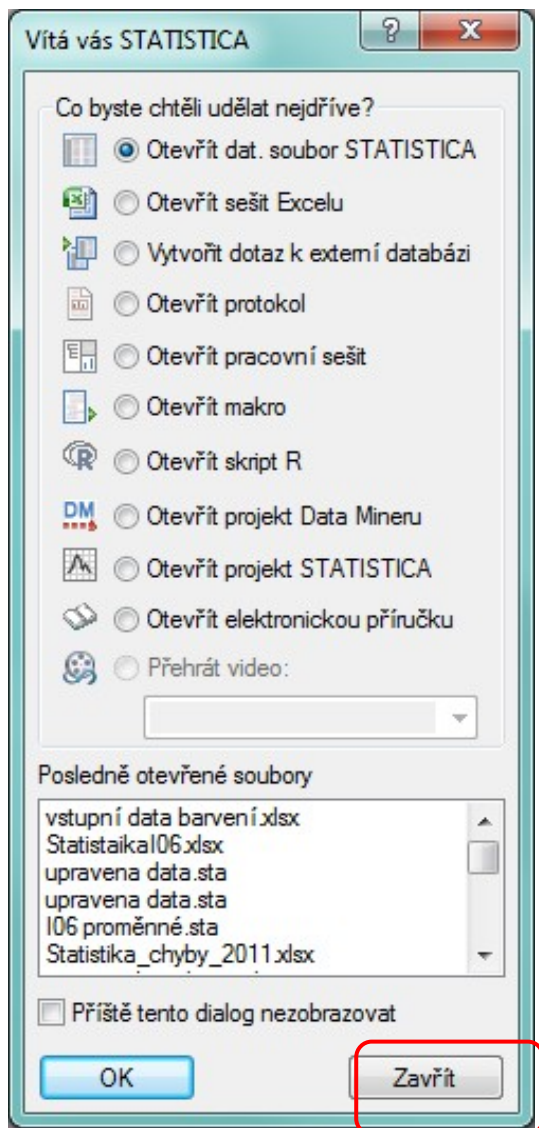 Vítá vás STATISTICA
Co byste chtěli udělat nejdříve?
Otevřít dat. soubor STATISTICA
Otevřít sešit Excelu
Vytvořit dotaz k externí databázi
Otevřít protokol
Otevřít pracovní sešit
Otevřít makro
Otevřít skript R
DM Otevřít projekt Data Mineru
Otevřít projekt STATISTICA
Otevřít elektronickou příručku
Přehrát video:
Posledně otevřené soubory
vstupní data barvení.xlsx
StatistaikaI06.xlsx
upravena data.sta
upravena data.sta
I06 proměnné.sta
Statistika_chyby_2011.xlsx
Příště tento dialog nezobrazovat
OK Zavřít